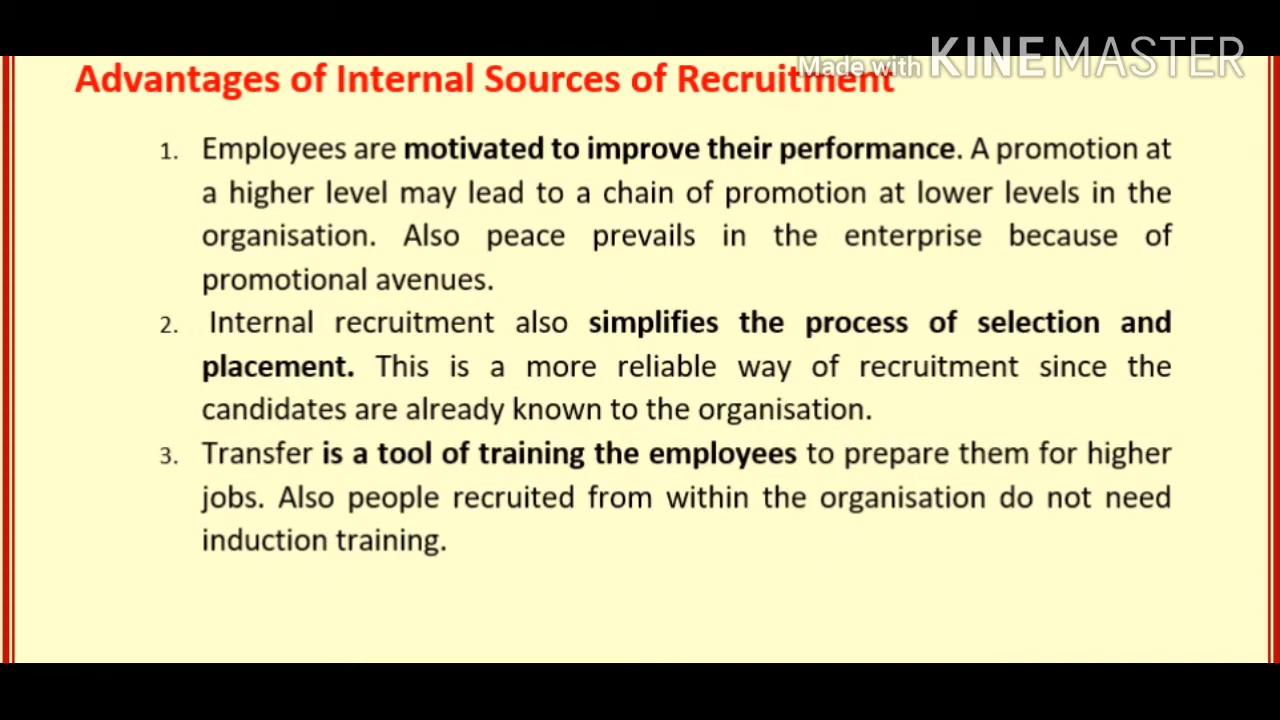 Made with KINEMASTER
Advantages of Internal Sources of Recruitment
1. Employees are motivated to improve their performance. A promotion at
a higher level may lead to a chain of promotion at lower levels in the
organisation. Also peace prevails in the enterprise because of
promotional avenues.
2. Internal recruitment also simplifies the process of selection and
placement. This is a more reliable way of recruitment since the
candidates are already known to the organisation.
3. Transfer is a tool of training the employees to prepare them for higher
jobs. Also people recruited from within the organisation do not need
induction training.